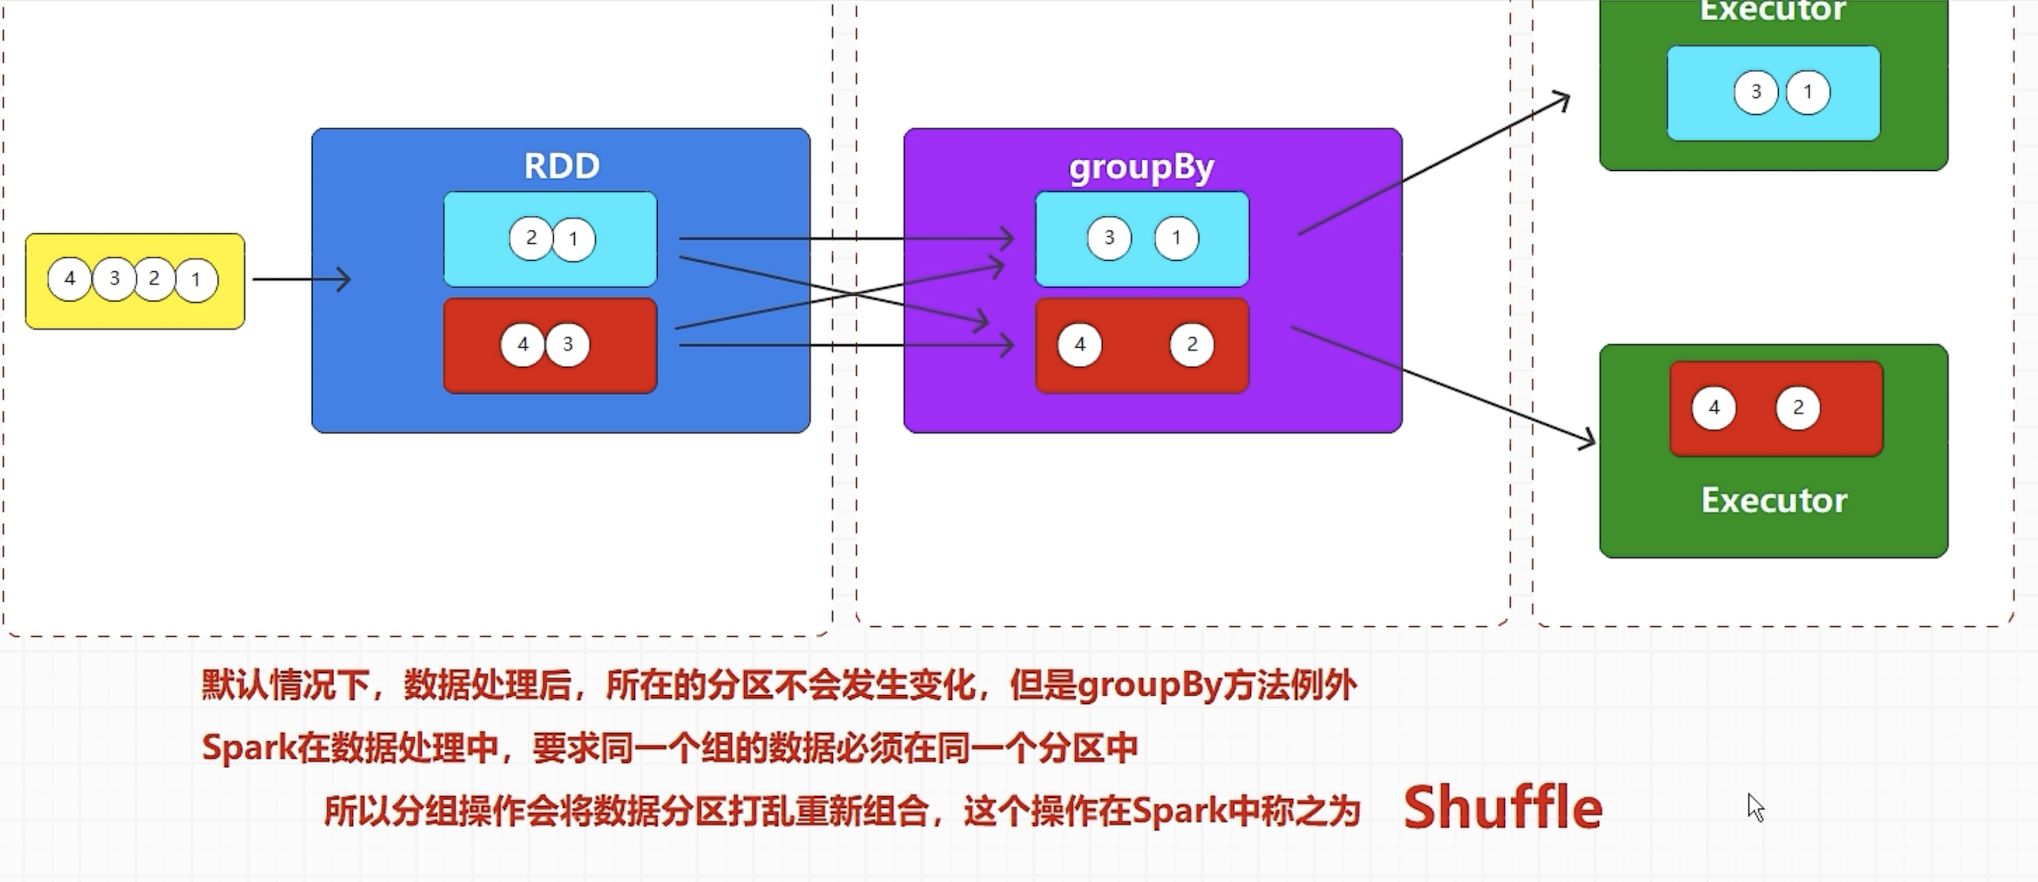 Executor
3 1
RDD
groupBy
2 1
3 1
4 3 2 1
4 3
4 2
4 2
Executor
默认情况下，数据处理后，所在的分区不会发生变化，但是groupBy方法例外
Spark在数据处理中，要求同一个组的数据必须在同一个分区中
所以分组操作会将数据分区打乱重新组合，这个操作在Spark中称之为 Shuffle